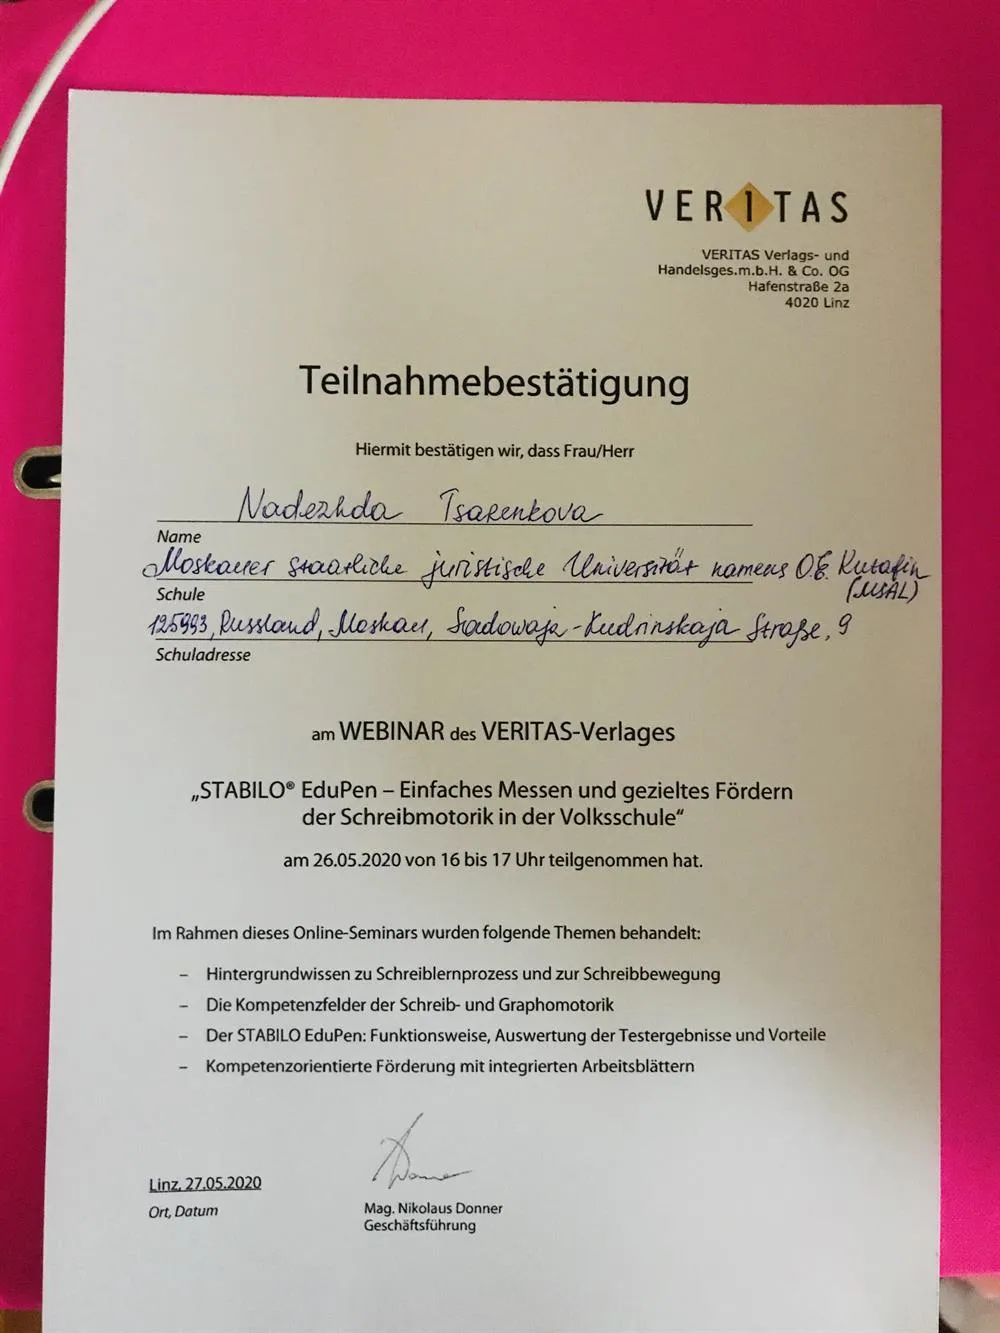 VERITAS
VERITAS Verlags- und
Handelsges.m.b.H. & Co. OG
Hafenstraße 2a
4020 Linz
Teilnahmebestätigung
Hiermit bestätigen wir, dass Frau/Herr
Nadezhda Tsarenkova
Name
Moskauer staatliche juristische Universität namens O.E. Kutafin
(MSAL)
Schule
125993, Russland, Moskau, Sadowaja-Kudrinskaja Straße, 9
Schuladresse
am WEBINAR des VERITAS-Verlages
„STABILO® EduPen – Einfaches Messen und gezieltes Fördern
der Schreibmotorik in der Volksschule“
am 26.05.2020 von 16 bis 17 Uhr teilgenommen hat.
Im Rahmen dieses Online-Seminars wurden folgende Themen behandelt:
– Hintergrundwissen zu Schreiblernprozess und zur Schreibbewegung
– Die Kompetenzfelder der Schreib- und Graphomotorik
– Der STABILO EduPen: Funktionsweise, Auswertung der Testergebnisse und Vorteile
– Kompetenzorientierte Förderung mit integrierten Arbeitsblättern
Linz, 27.05.2020
Ort, Datum
Mag. Nikolaus Donner
Geschäftsführung